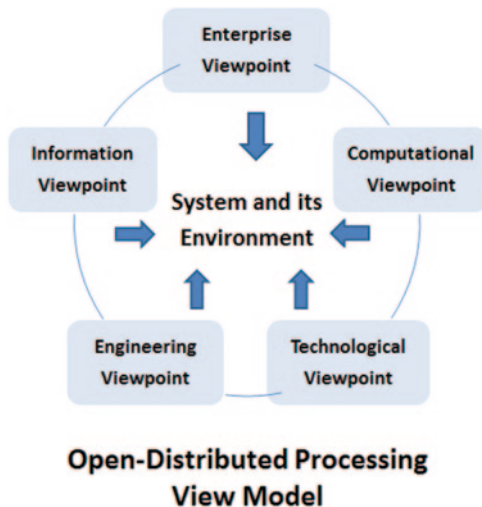 Enterprise
Viewpoint
Information
Viewpoint
Computational
Viewpoint
System and its
Environment
Engineering
Viewpoint
Technological
Viewpoint
Open-Distributed Processing
View Model